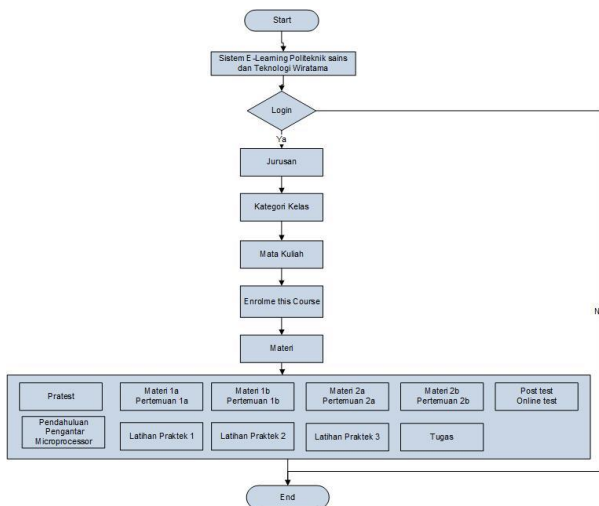 Start
Sistem E-Learning Politeknik sains
dan Teknologi Wiratama
Login
Ya
Jurusan
Kategori Kelas
Mata Kuliah
Enrolme this Course
N
Materi
Pratest
Materi 1a
Pertemuan 1a
Materi 1b
Pertemuan 1b
Materi 2a
Pertemuan 2a
Materi 2b
Pertemuan 2b
Post test
Online test
Pendahuluan
Pengantar
Microprocessor
Latihan Praktek 1
Latihan Praktek 2
Latihan Praktek 3
Tugas
End